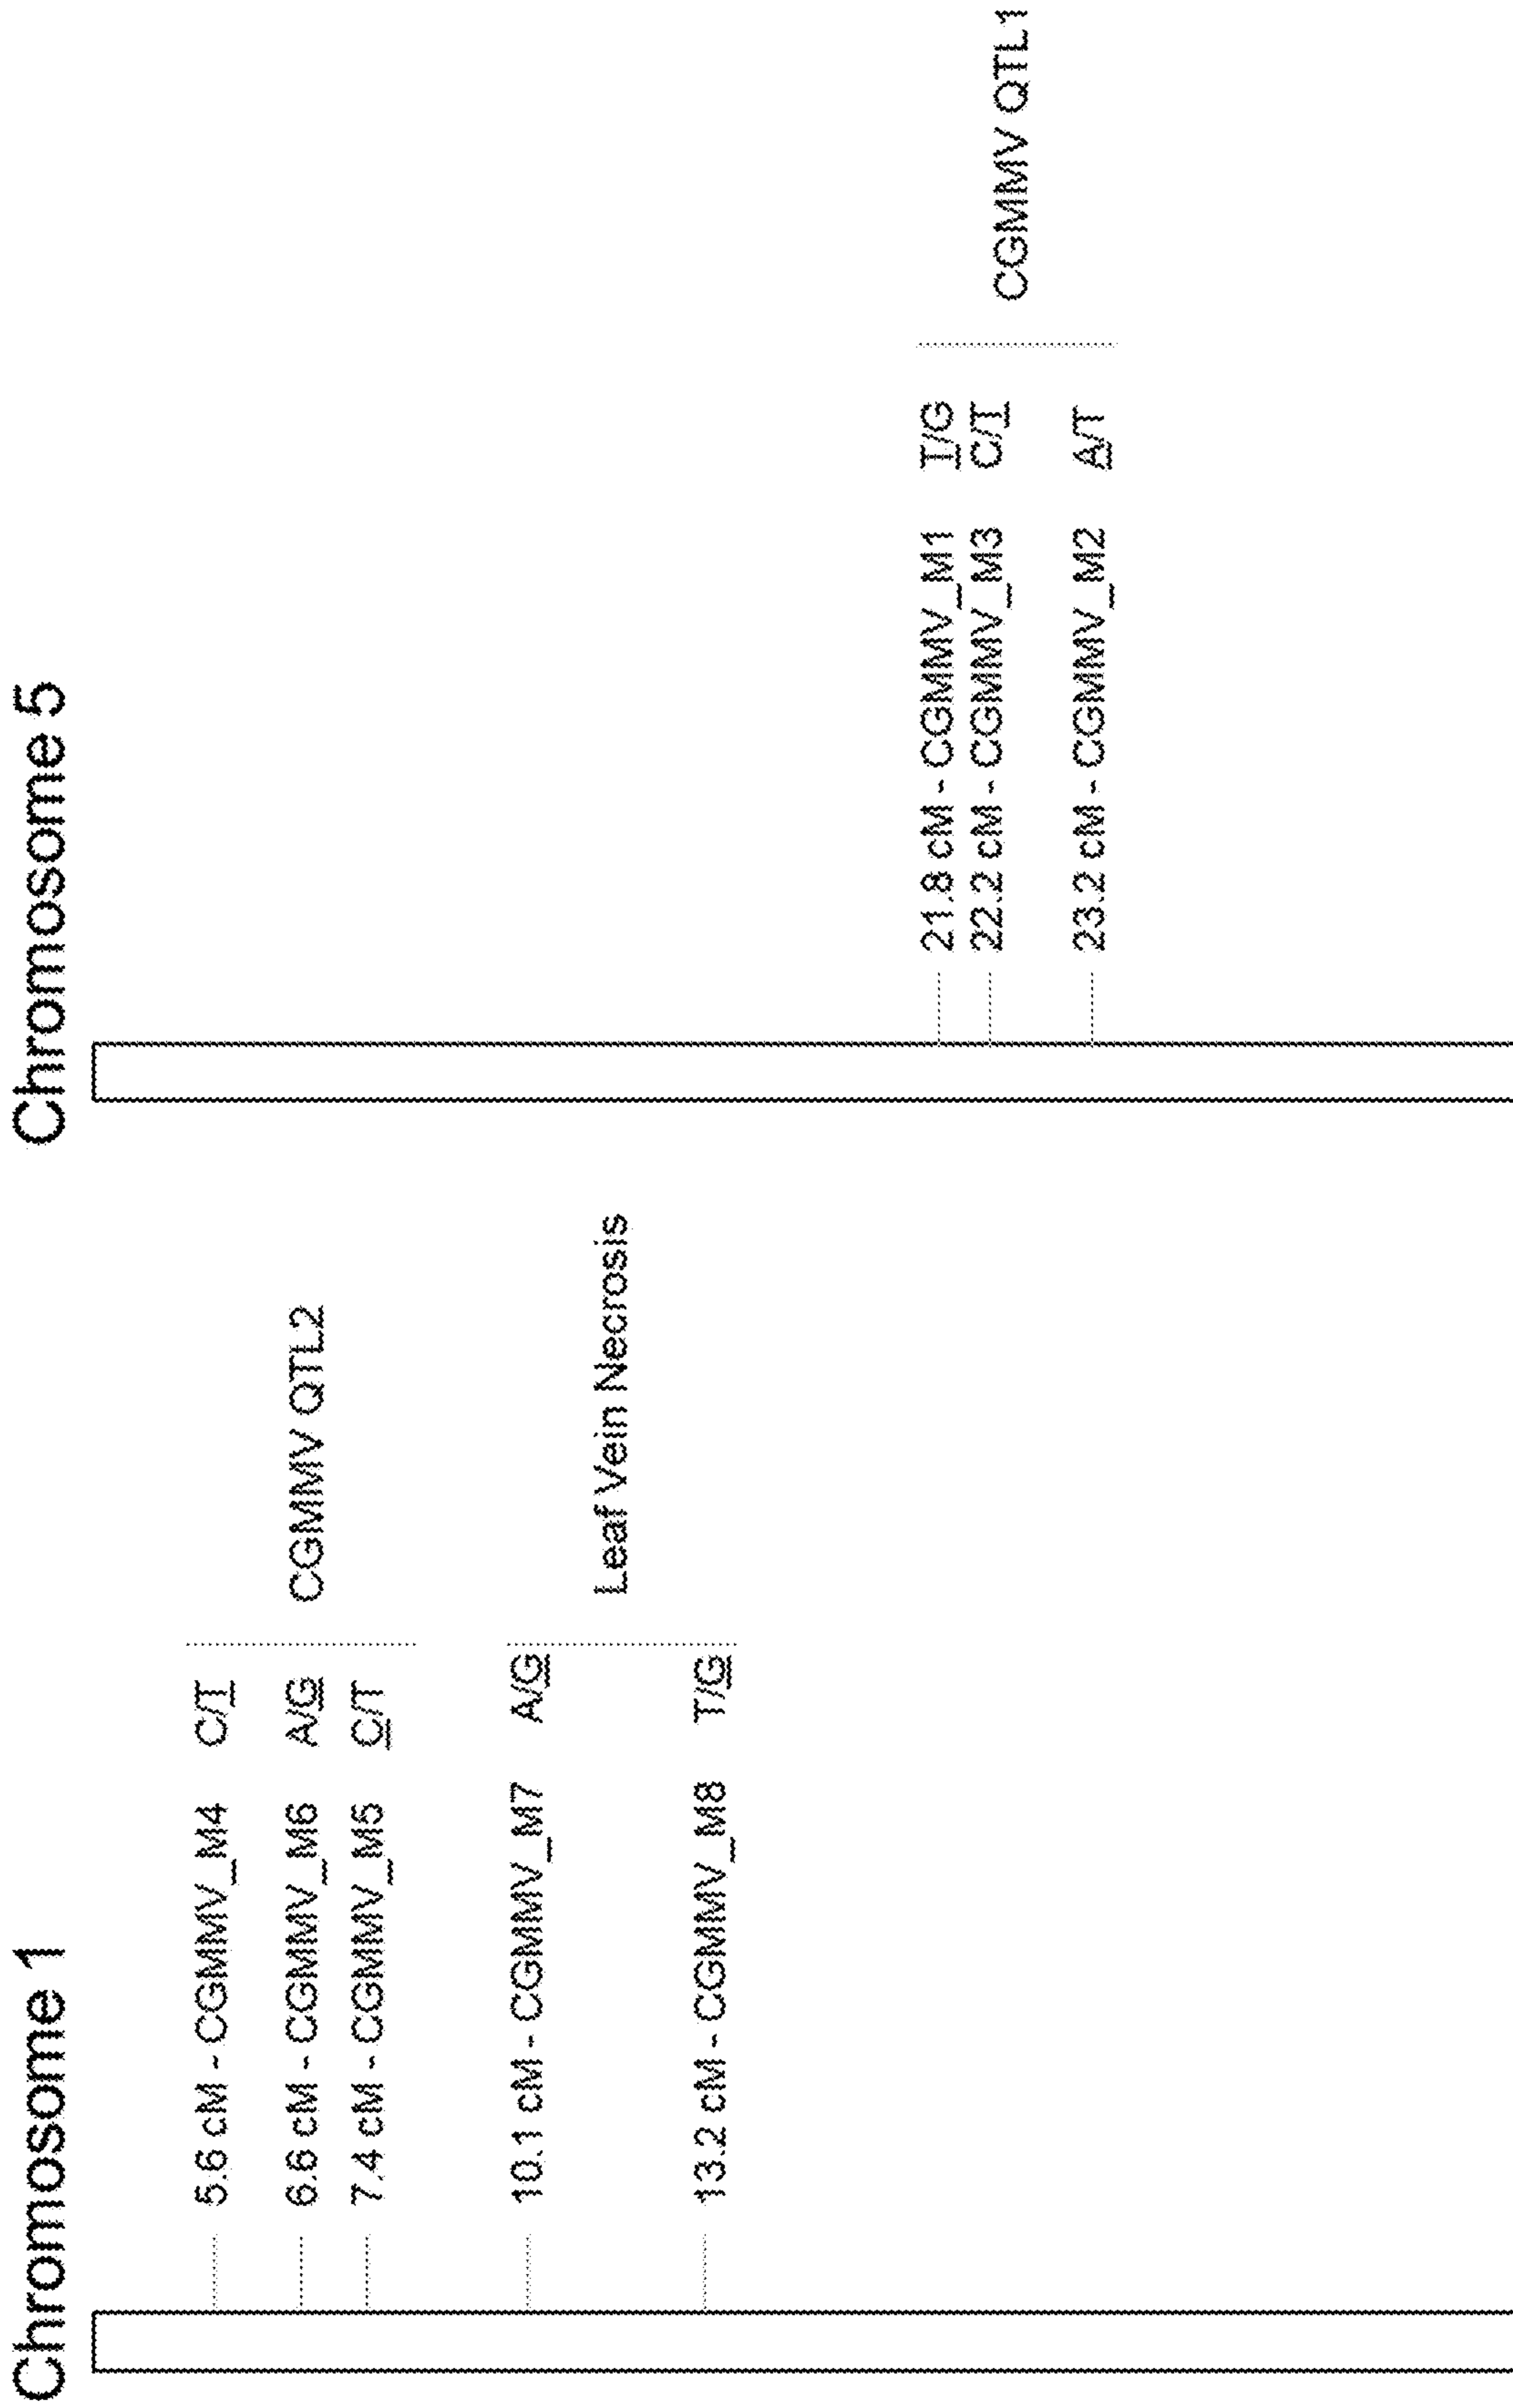 Chromosome 1
5.6 cM - CGMMV_M4 C/T
6.6 cM - CGMMV_M6 A/G
7.4 cM - CGMMV_M5 C/T
CGMMV QTL2
10.1 cM - CGMMV_M7 A/G
13.2 cM - CGMMV_M8 T/G
Leaf Vein Necrosis
Chromosome 5
21.8 cM - CGMMV_M1 T/G
22.2 cM - CGMMV_M3 C/T
23.2 cM - CGMMV_M2 A/T
CGMMV QTL1